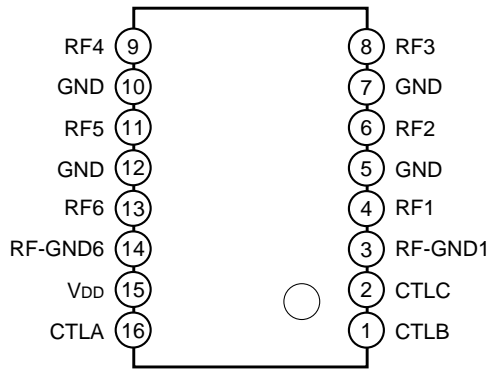 RF4 9 8 RF3
GND 10 7 GND
RF5 11 6 RF2
GND 12 5 GND
RF6 13 4 RF1
RF-GND6 14 3 RF-GND1
VDD 15 2 CTLC
CTLA 16 1 CTLB